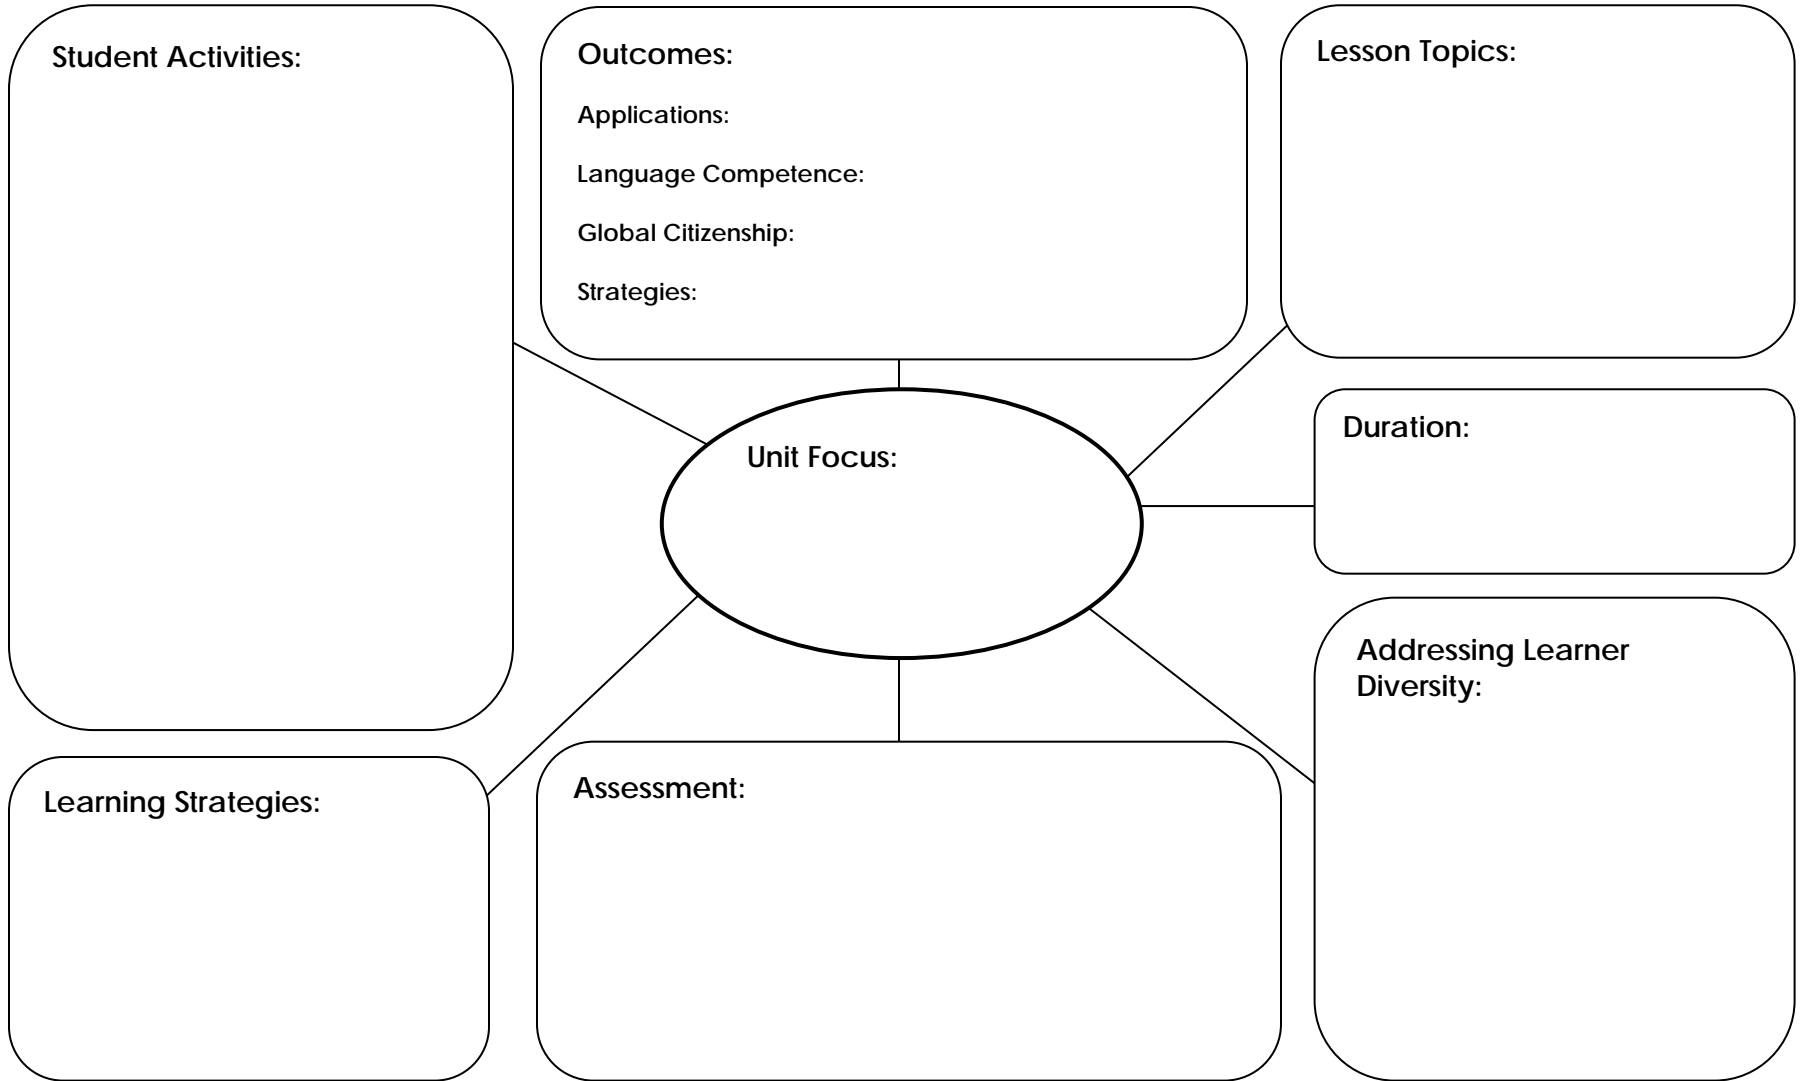 Student Activities:
Outcomes:
Applications:
Language Competence:
Global Citizenship:
Strategies:
Lesson Topics:
Unit Focus:
Duration:
Addressing Learner
Diversity:
Learning Strategies:
Assessment: